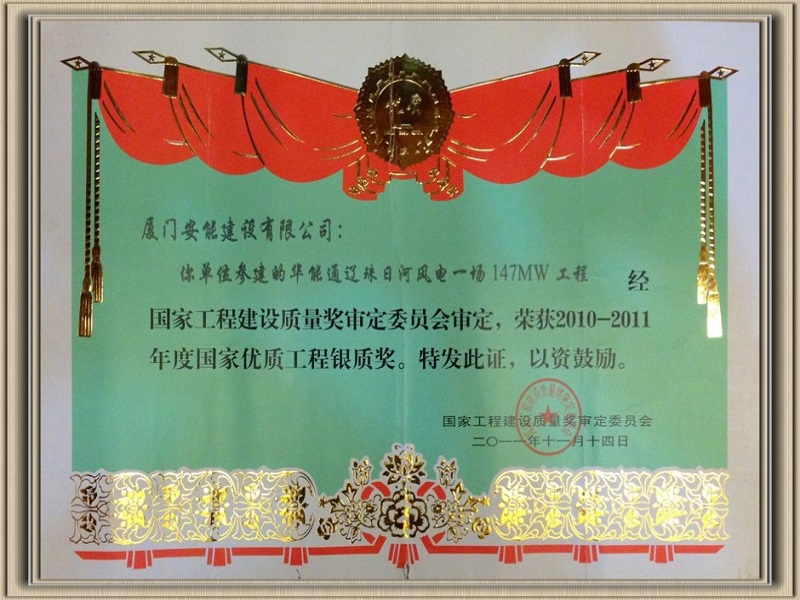 厦门安能建设有限公司：
你单位参建的华能通辽珠日河风电一场147MW工程 经
国家工程建设质量奖审定委员会审定，荣获2010-2011
年度国家优质工程银质奖。特发此证，以资鼓励。
国家工程建设质量奖审定委员会
二〇一一年十一月十四日